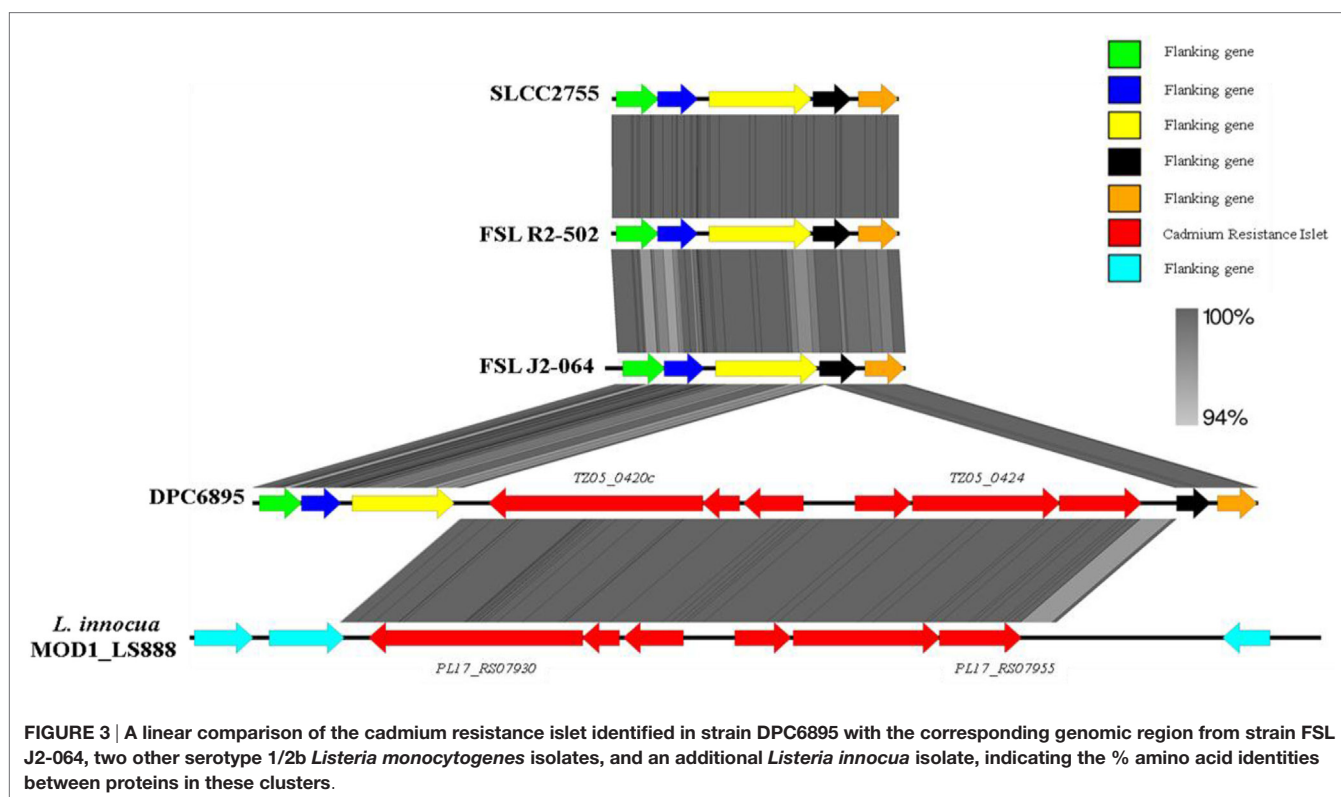 SLCC2755
FSL R2-502
FSL J2-064
Flanking gene
Flanking gene
Flanking gene
Flanking gene
Flanking gene
Cadmium Resistance Islet
Flanking gene
100%
94%
DPC6895
TZ05_0420c
TZ05_0424
L. innocua
MOD1_LS888
PL17_RS07930
PL17_RS07955
FIGURE 3 | A linear comparison of the cadmium resistance islet identified in strain DPC6895 with the corresponding genomic region from strain FSL
J2-064, two other serotype 1/2b Listeria monocytogenes isolates, and an additional Listeria innocua isolate, indicating the % amino acid identities
between proteins in these clusters.